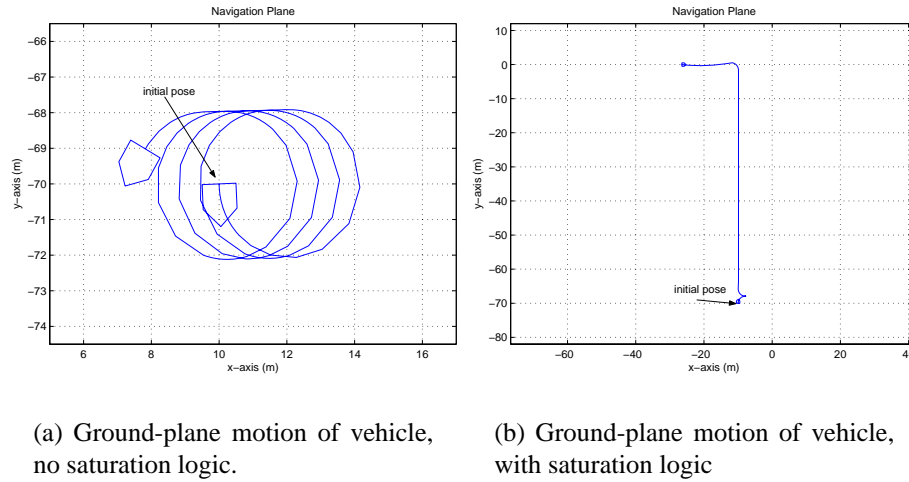 Navigation Plane
−65
−66
−67
−68
−69
−70
−71
−72
−73
−74
y−axis (m)
initial pose
6 8 10 12 14 16
x−axis (m)
Navigation Plane
10
0
−10
−20
−30
−40
−50
−60
−70
−80
y−axis (m)
initial pose
−60 −40 −20 0 20
x−axis (m)
(a) Ground-plane motion of vehicle,
no saturation logic.
(b) Ground-plane motion of vehicle,
with saturation logic